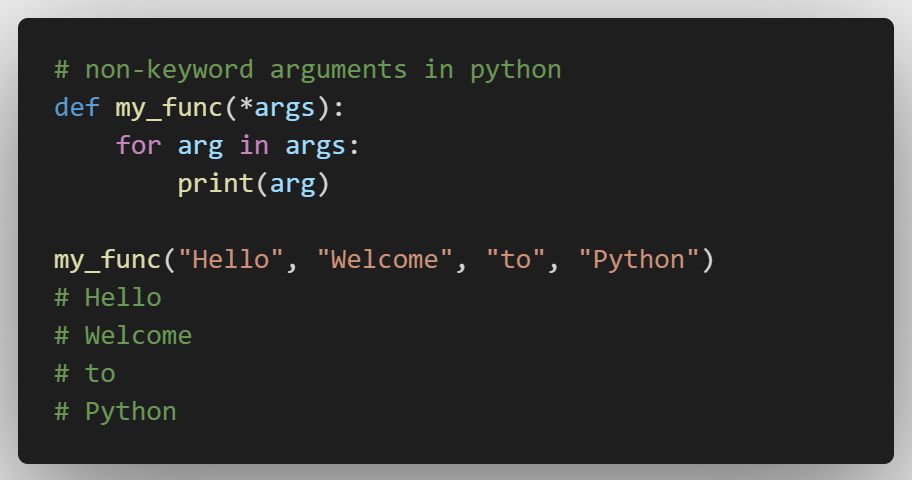 # non-keyword arguments in python
def my_func(*args):
    for arg in args:
        print(arg)

my_func("Hello", "Welcome", "to", "Python")
# Hello
# Welcome
# to
# Python